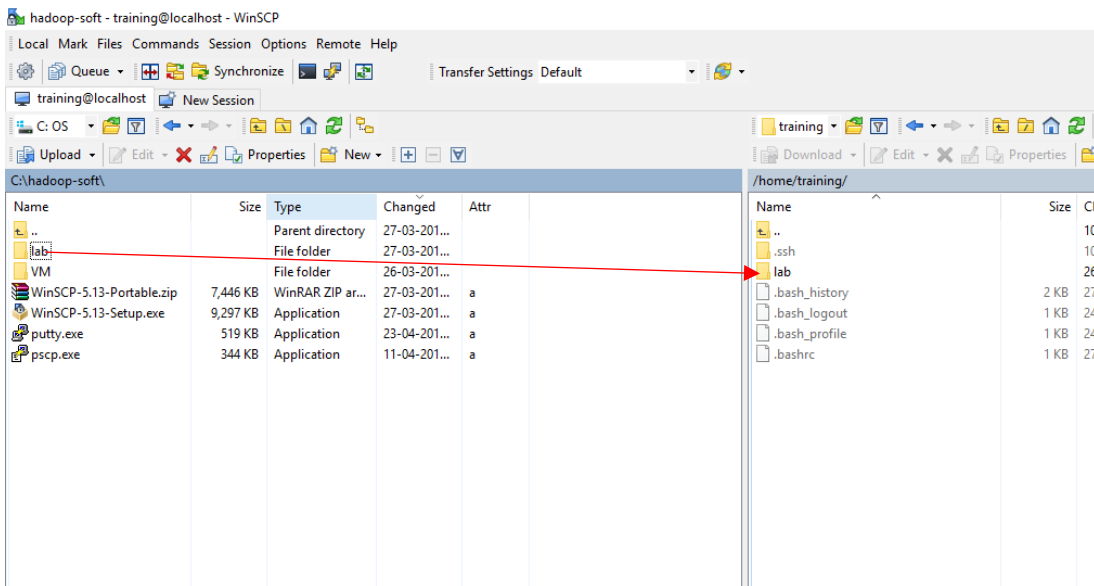 hadoop-soft - training@localhost - WinSCP
Local Mark Files Commands Session Options Remote Help
Queue Synchronize Transfer Settings Default
training@localhost New Session
C: OS training
Upload Edit Properties New Download Edit Properties
C:\hadoop-soft\ /home/training/
Name Size Type Changed Attr Name Size
.. Parent directory 27-03-201... ..
lab File folder 27-03-201... .ssh
VM File folder 26-03-201... lab
WinSCP-5.13-Portable.zip 7,446 KB WinRAR ZIP ar... 27-03-201... a .bash_history 2 KB 27
WinSCP-5.13-Setup.exe 9,297 KB Application 27-03-201... a .bash_logout 1 KB 24
putty.exe 519 KB Application 23-04-201... a .bash_profile 1 KB 24
pscp.exe 344 KB Application 11-04-201... a .bashrc 1 KB 27